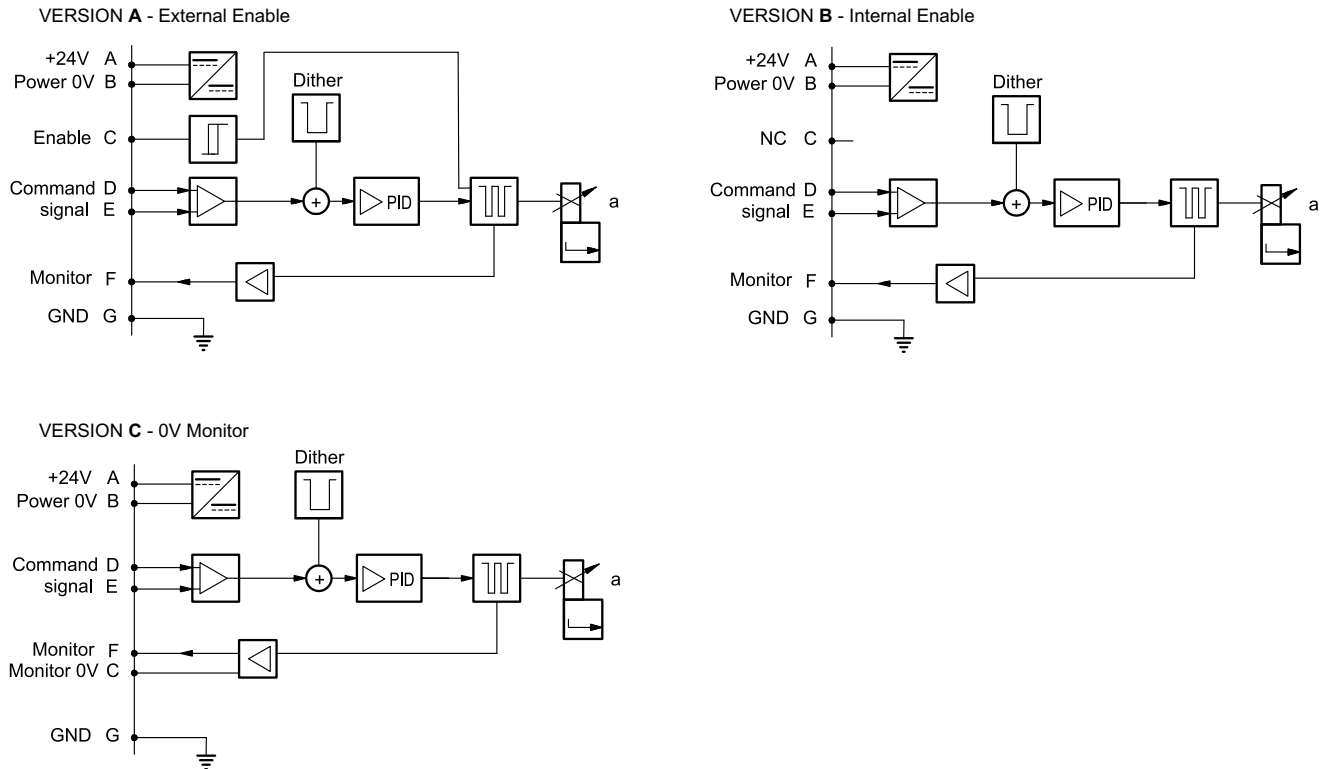 VERSION A - External Enable
+24V A
Power 0V B
Dither
Enable C
Command D
signal E
PID
a
Monitor F
GND G
VERSION B - Internal Enable
+24V A
Power 0V B
Dither
NC C
Command D
signal E
PID
a
Monitor F
GND G
VERSION C - 0V Monitor
+24V A
Power 0V B
Dither
Command D
signal E
PID
a
Monitor F
Monitor 0V C
GND G